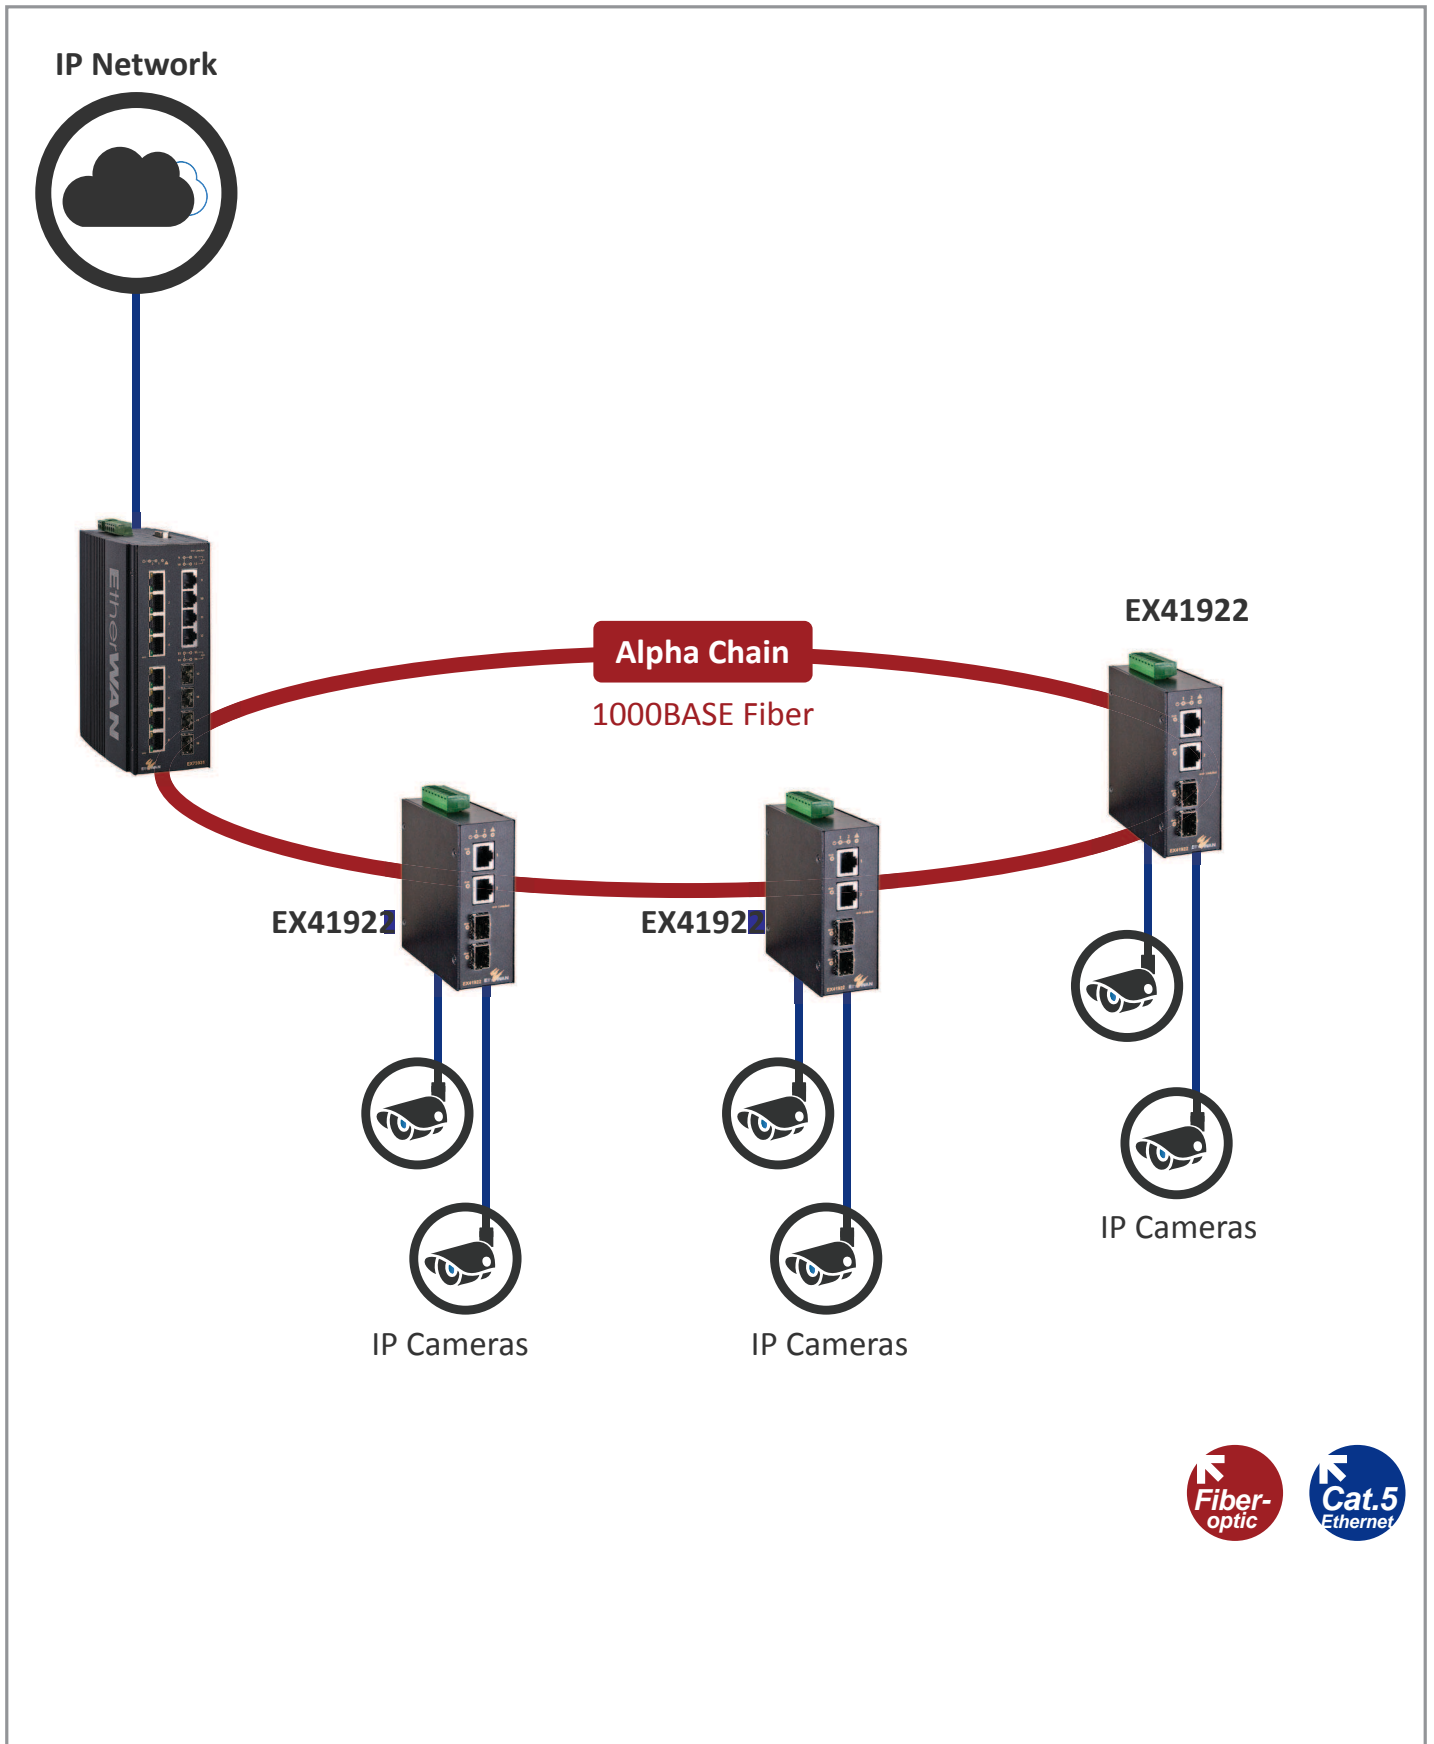 IP Network
EtherWAN
Alpha Chain
1000BASE Fiber
EX41922
EX41922
EX41922
IP Cameras
IP Cameras
IP Cameras
Fiber-
optic
Cat.5
Ethernet